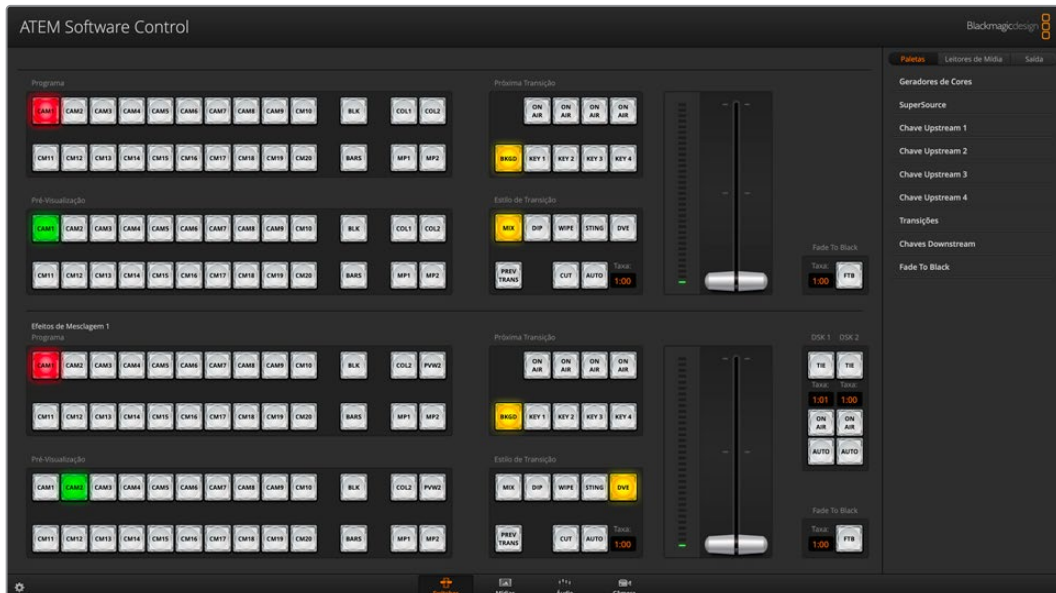 ATEM Software Control
Blackmagicdesign
Paletas Leitores de Mídia Saída
Geradores de Cores
SuperSource
Chave Upstream 1
Chave Upstream 2
Chave Upstream 3
Chave Upstream 4
Transições
Chaves Downstream
Fade To Black
Programa
CAM1 CAM2 CAM3 CAM4 CAM5 CAM6 CAM7 CAM8 CAM9 CM10 BLK COL1 COL2
CM11 CM12 CM13 CM14 CM15 CM16 CM17 CM18 CM19 CM20 BARS MP1 MP2
Próxima Transição
ON AIR ON AIR ON AIR ON AIR
BKGD KEY 1 KEY 2 KEY 3 KEY 4
Pré-Visualização
CAM1 CAM2 CAM3 CAM4 CAM5 CAM6 CAM7 CAM8 CAM9 CM10 BLK COL1 COL2
CM11 CM12 CM13 CM14 CM15 CM16 CM17 CM18 CM19 CM20 BARS MP1 MP2
Estilo de Transição
MIX DIP WIPE STING DVE
Taxa:
PREV TRANS CUT AUTO 1:00
Fade To Black
Taxa:
1:00 FTB
Efeitos de Mesclagem 1
Programa
CAM1 CAM2 CAM3 CAM4 CAM5 CAM6 CAM7 CAM8 CAM9 CM10 BLK COL2 PVW2
CM11 CM12 CM13 CM14 CM15 CM16 CM17 CM18 CM19 CM20 BARS MP1 MP2
Próxima Transição
ON AIR ON AIR ON AIR ON AIR
BKGD KEY 1 KEY 2 KEY 3 KEY 4
DSK 1 DSK 2
TIE TIE
Taxa: Taxa:
1:01 1:00
ON AIR ON AIR
AUTO AUTO
Pré-Visualização
CAM1 CAM2 CAM3 CAM4 CAM5 CAM6 CAM7 CAM8 CAM9 CM10 BLK COL2 PVW2
CM11 CM12 CM13 CM14 CM15 CM16 CM17 CM18 CM19 CM20 BARS MP1 MP2
Estilo de Transição
MIX DIP WIPE STING DVE
Taxa:
PREV TRANS CUT AUTO 1:00
Fade To Black
Taxa:
1:00 FTB